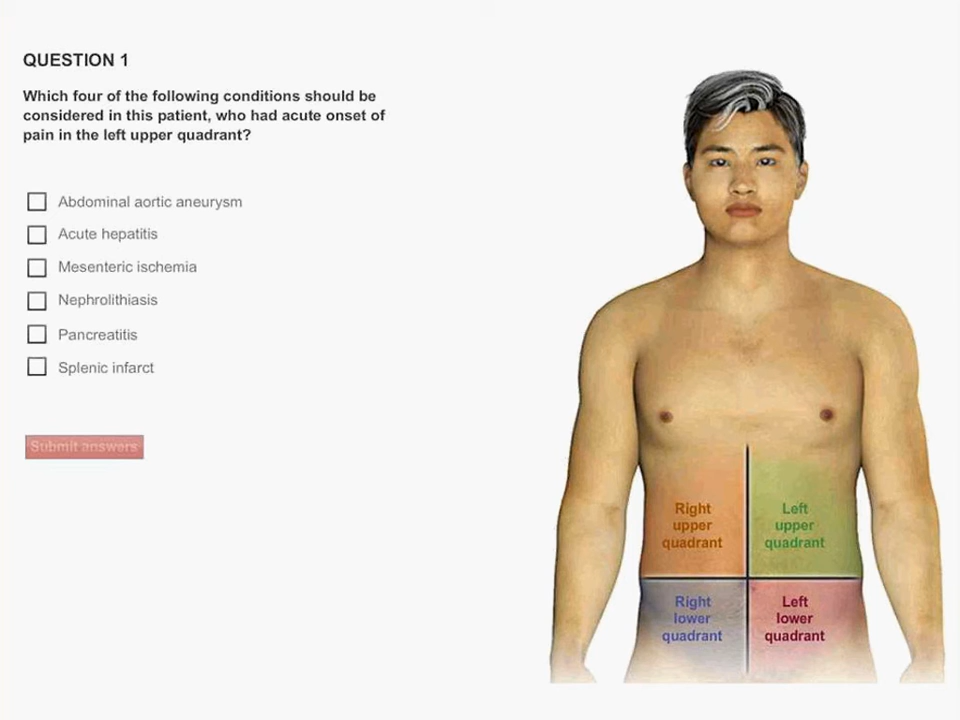 QUESTION 1
Which four of the following conditions should be
considered in this patient, who had acute onset of
pain in the left upper quadrant?
Abdominal aortic aneurysm
Acute hepatitis
Mesenteric ischemia
Nephrolithiasis
Pancreatitis
Splenic infarct
Submit answers
Right
upper
quadrant
Left
upper
quadrant
Right
lower
quadrant
Left
lower
quadrant